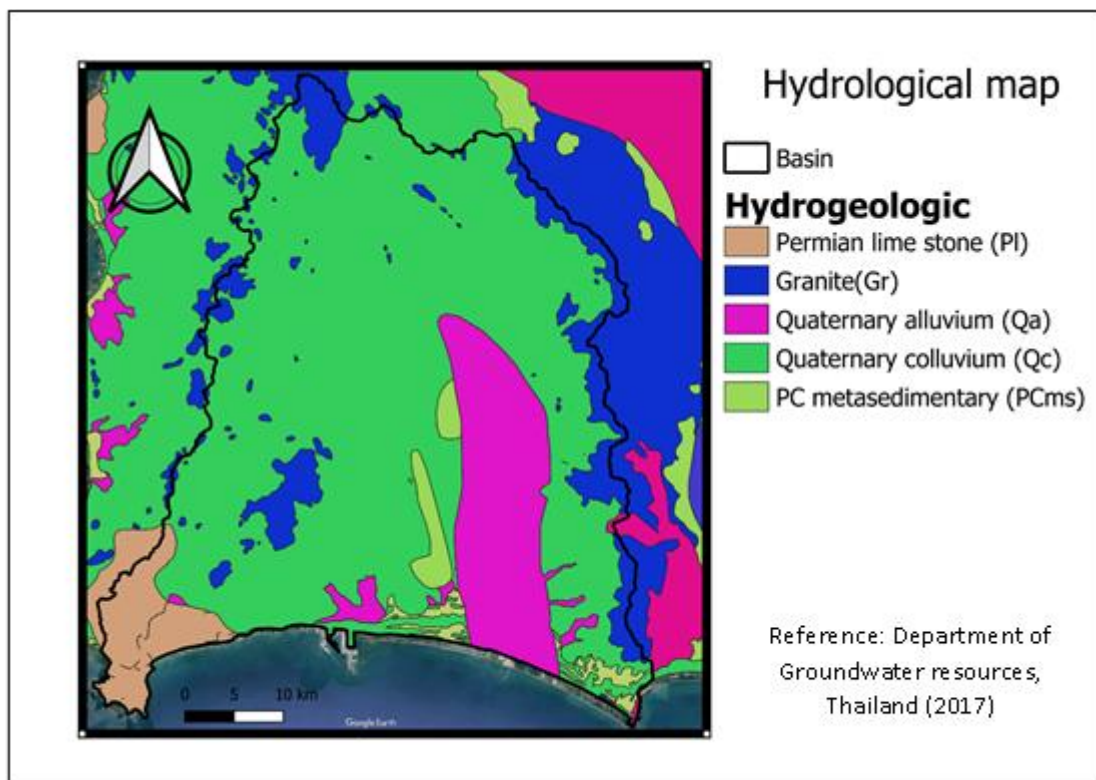 Hydrological map
Basin
Hydrogeologic
Permian lime stone (Pl)
Granite(Gr)
Quaternary alluvium (Qa)
Quaternary colluvium (Qc)
PC metasedimentary (PCms)
Reference: Department of
Groundwater resources,
Thailand (2017)
0 5 10 km
Google Earth